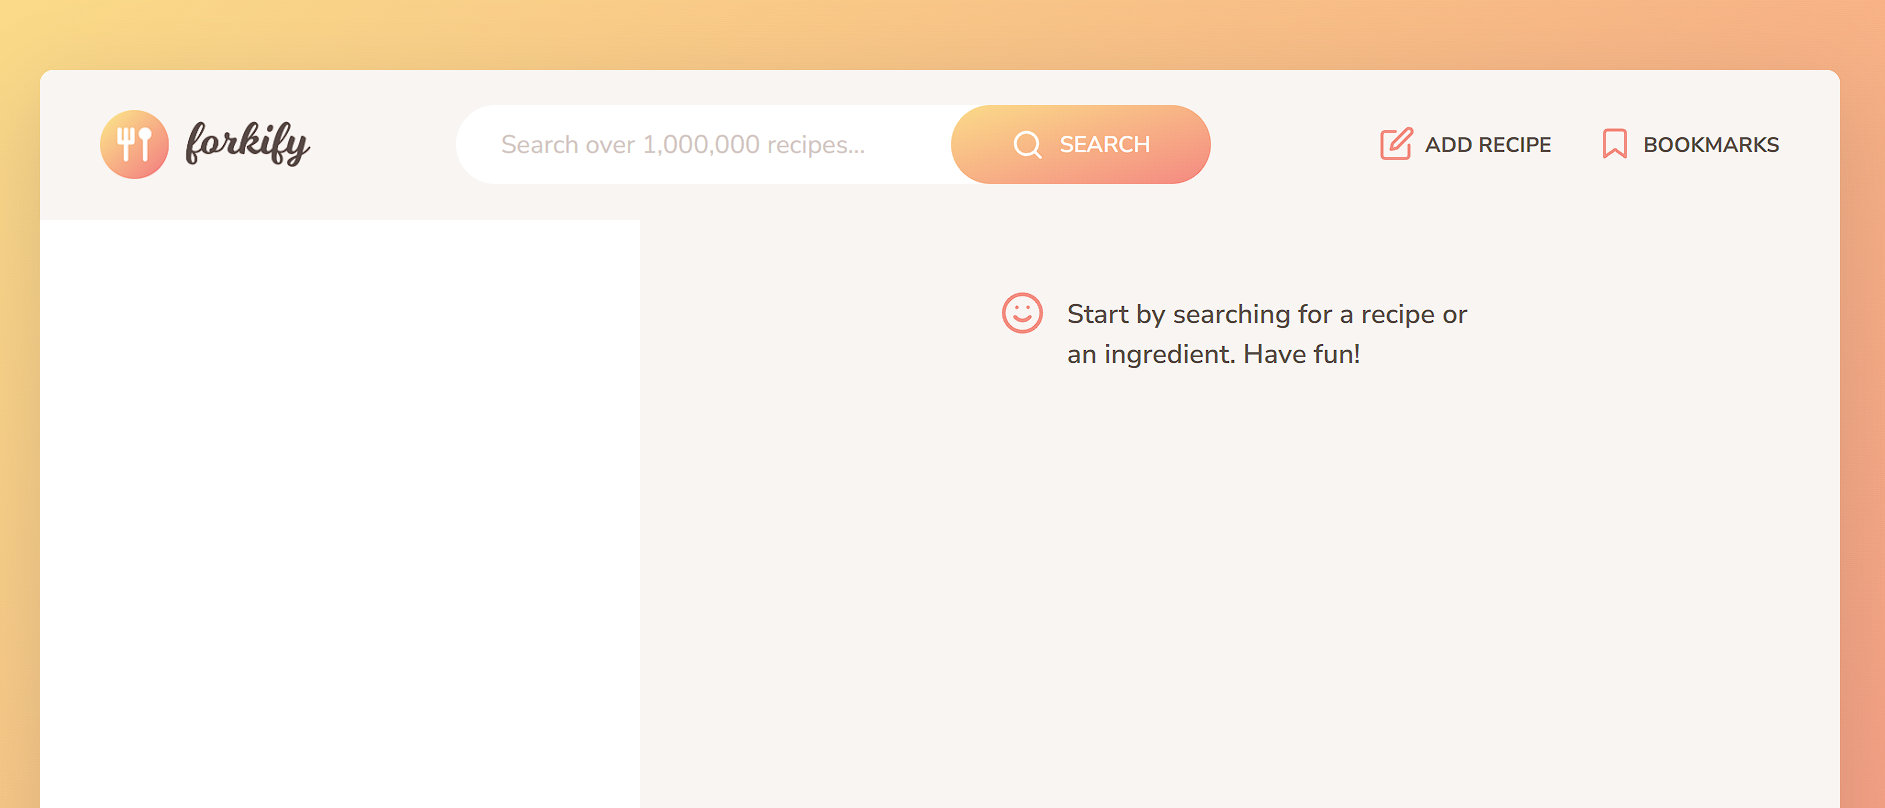 forkify
Search over 1,000,000 recipes...
SEARCH
ADD RECIPE
BOOKMARKS
Start by searching for a recipe or
an ingredient. Have fun!